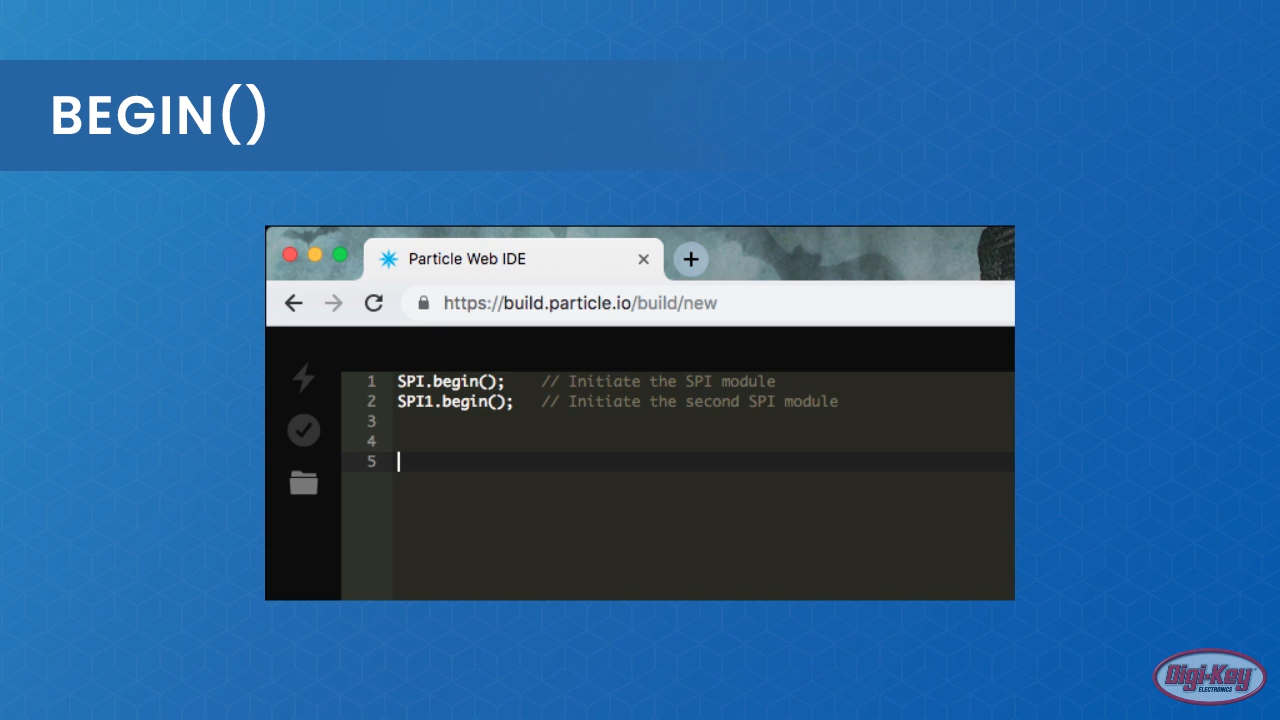 BEGIN()
Particle Web IDE
https://build.particle.io/build/new
1 SPI.begin();    // Initiate the SPI module
2 SPI1.begin();   // Initiate the second SPI module
3
4
5
Digi-Key
ELECTRONICS